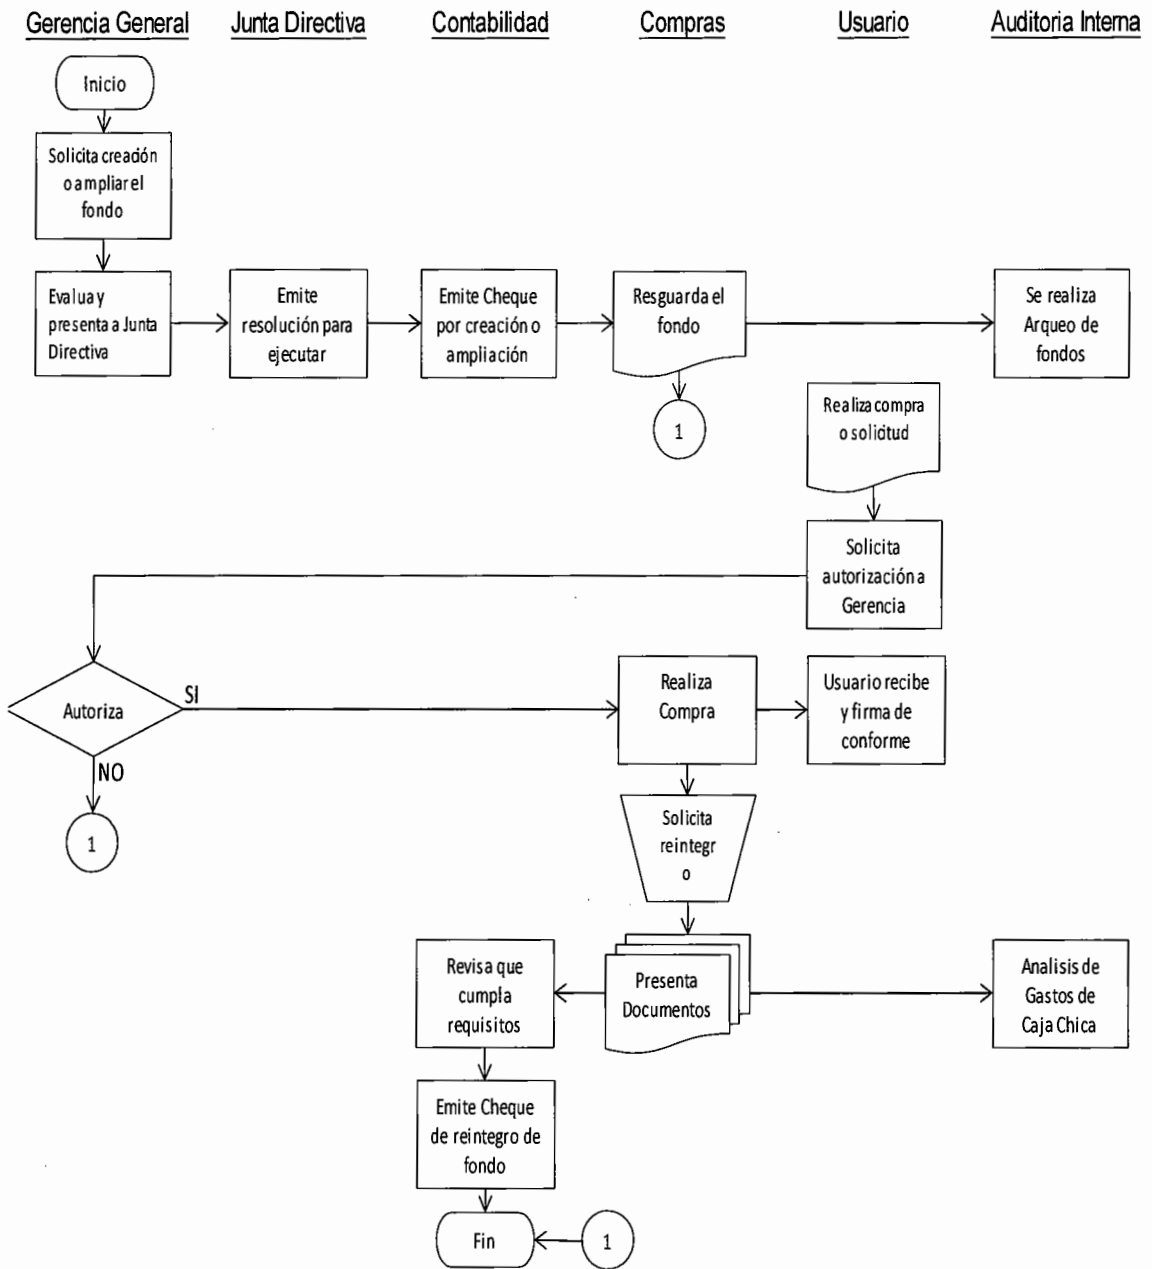 Gerencia General
Junta Directiva
Contabilidad
Compras
Usuario
Auditoria Interna
Inicio
Solicita creación
o ampliar el
fondo
Evalua y
presenta a Junta
Directiva
Emite
resolución para
ejecutar
Emite Cheque
por creación o
ampliación
Resguarda el
fondo
Se realiza
Arqueo de
fondos
1
Realiza compra
o solicitud
Solicita
autorización a
Gerencia
Autoriza
SI
NO
1
Realiza
Compra
Usuario recibe
y firma de
conforme
Solicita
reintegr
o
Presenta
Documentos
Revisa que
cumpla
requisitos
Analisis de
Gastos de
Caja Chica
Emite Cheque
de reintegro de
fondo
Fin
1